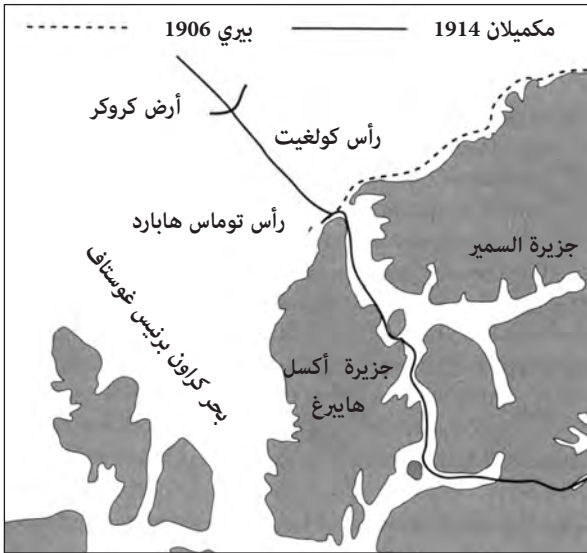 مكميلان 1914
بيري 1906
أرض كروكر
رأس كولغيت
رأس توماس هابارد
جزيرة السمير
بحر كراون برنيس غوستاف
جزيرة أكسل
هايبرغ